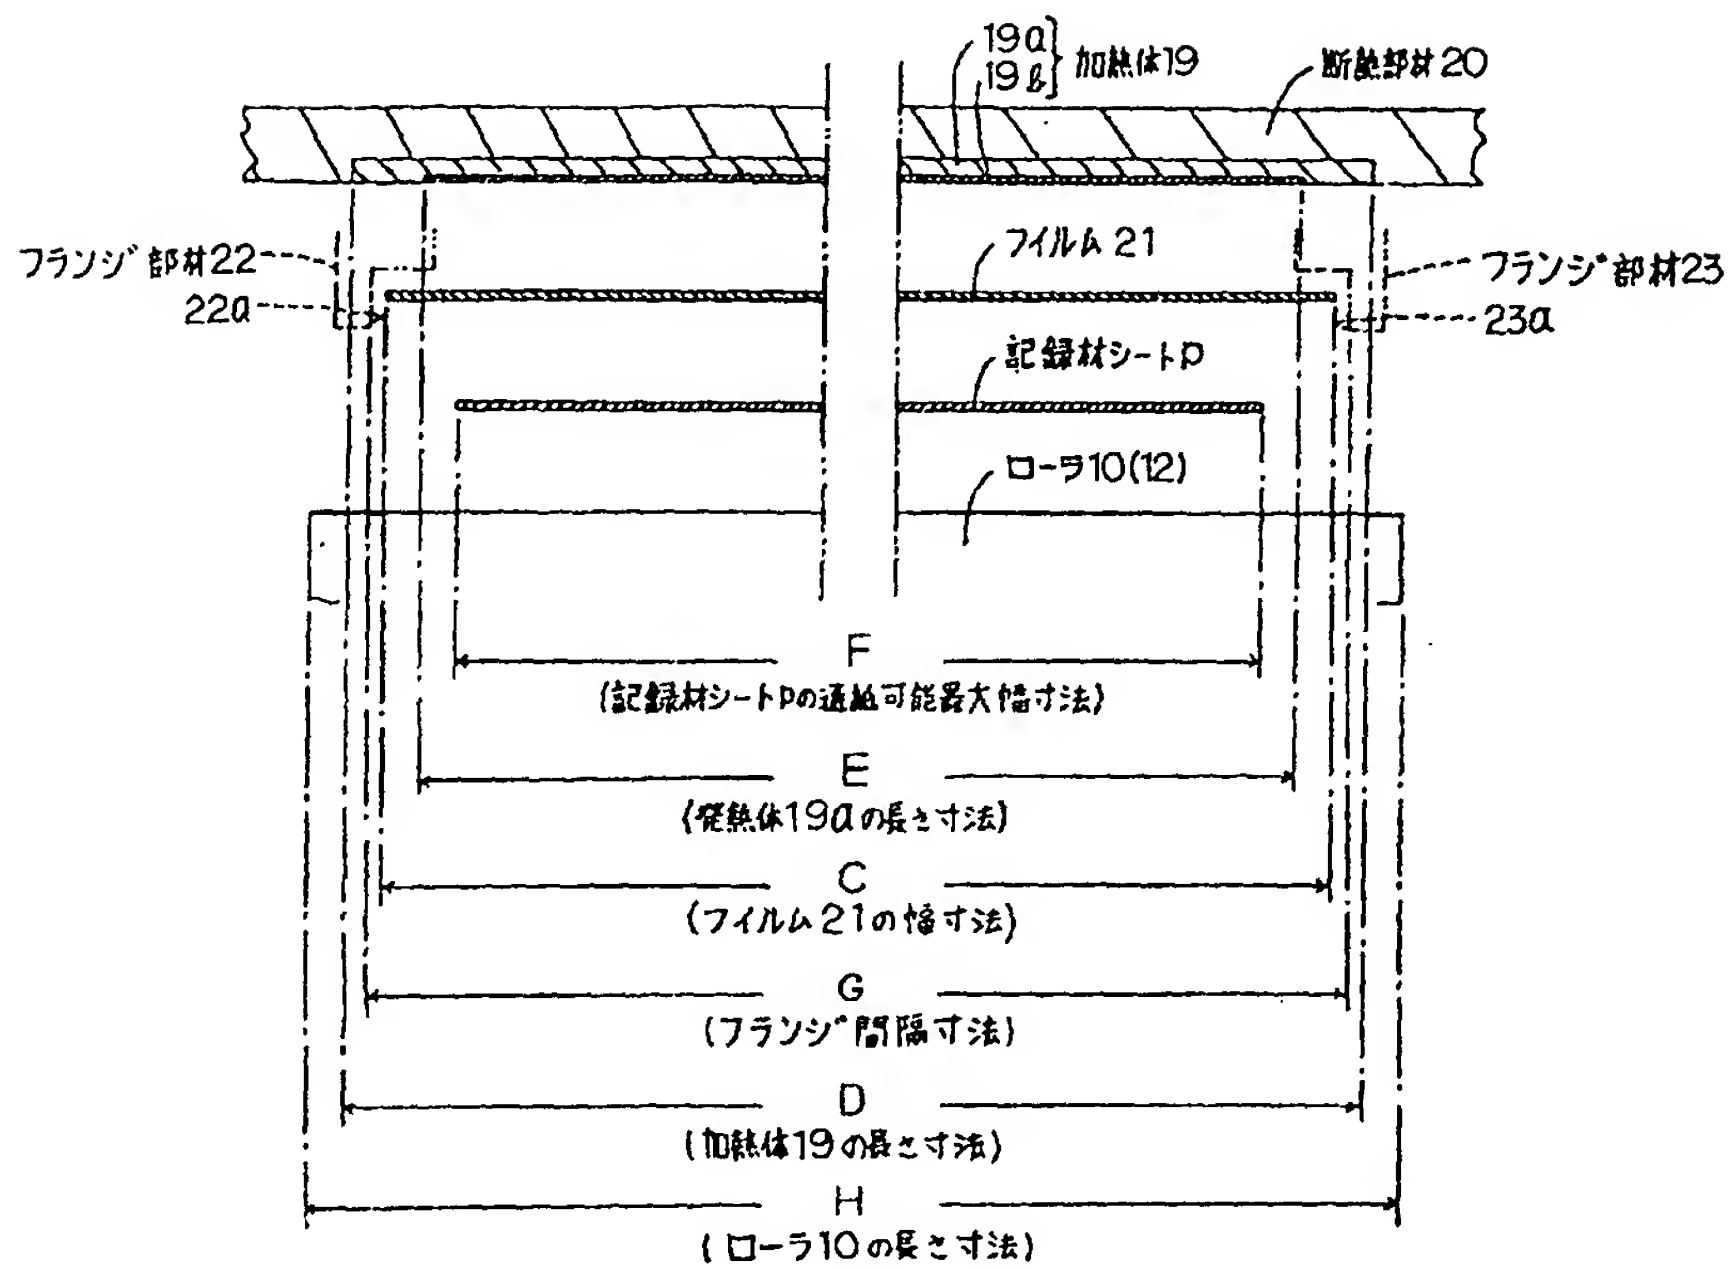 19a
19b
加熱体19
断熱部材20
フランジ部材22
22a
フィルム21
フランジ部材23
23a
記録材シートP
ローラ10(12)
F
(記録材シートPの通紙可能最大幅寸法)
E
(発熱体19aの長さ寸法)
C
(フィルム21の幅寸法)
G
(フランジ間隔寸法)
D
(加熱体19の長さ寸法)
H
(ローラ10の長さ寸法)